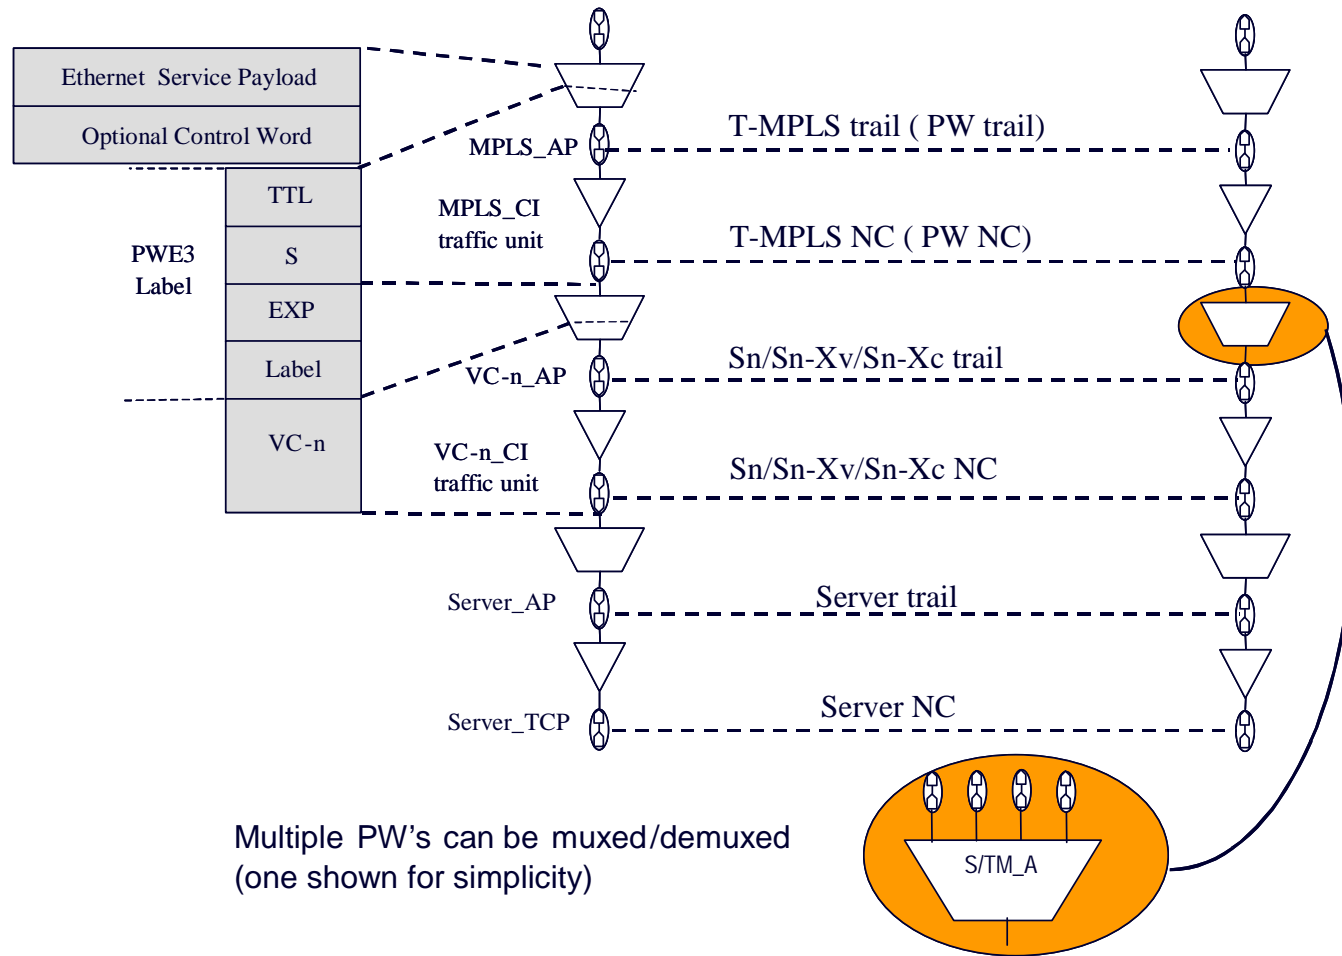 Ethernet Service Payload
Optional Control Word
TTL
S
EXP
Label
VC-n
PWE3
Label
MPLS_AP
MPLS_CI
traffic unit
VC-n_AP
VC-n_CI
traffic unit
Server_AP
Server_TCP
T-MPLS trail ( PW trail)
T-MPLS NC ( PW NC)
Sn/Sn-Xv/Sn-Xc trail
Sn/Sn-Xv/Sn-Xc NC
Server trail
Server NC
S/TM_A
Multiple PW's can be muxed/demuxed
(one shown for simplicity)